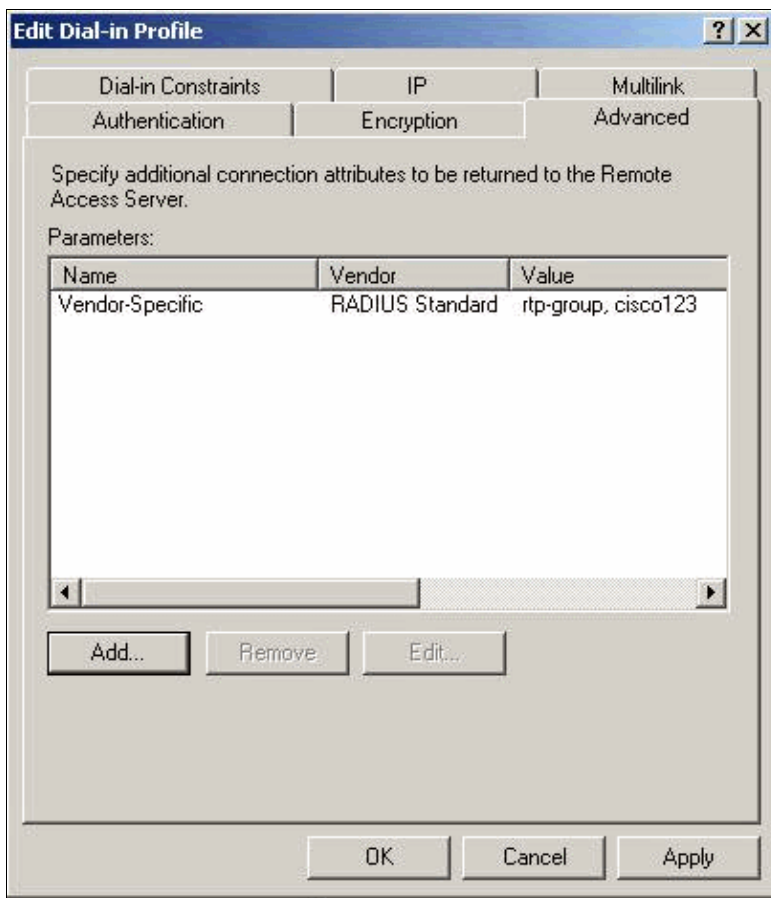 Edit Dial-in Profile
Dial-in Constraints IP Multilink
Authentication Encryption Advanced
Specify additional connection attributes to be returned to the Remote
Access Server.
Parameters:
Name Vendor Value
Vendor-Specific RADIUS Standard rtp-group, cisco123
Add... Remove Edit...
OK Cancel Apply